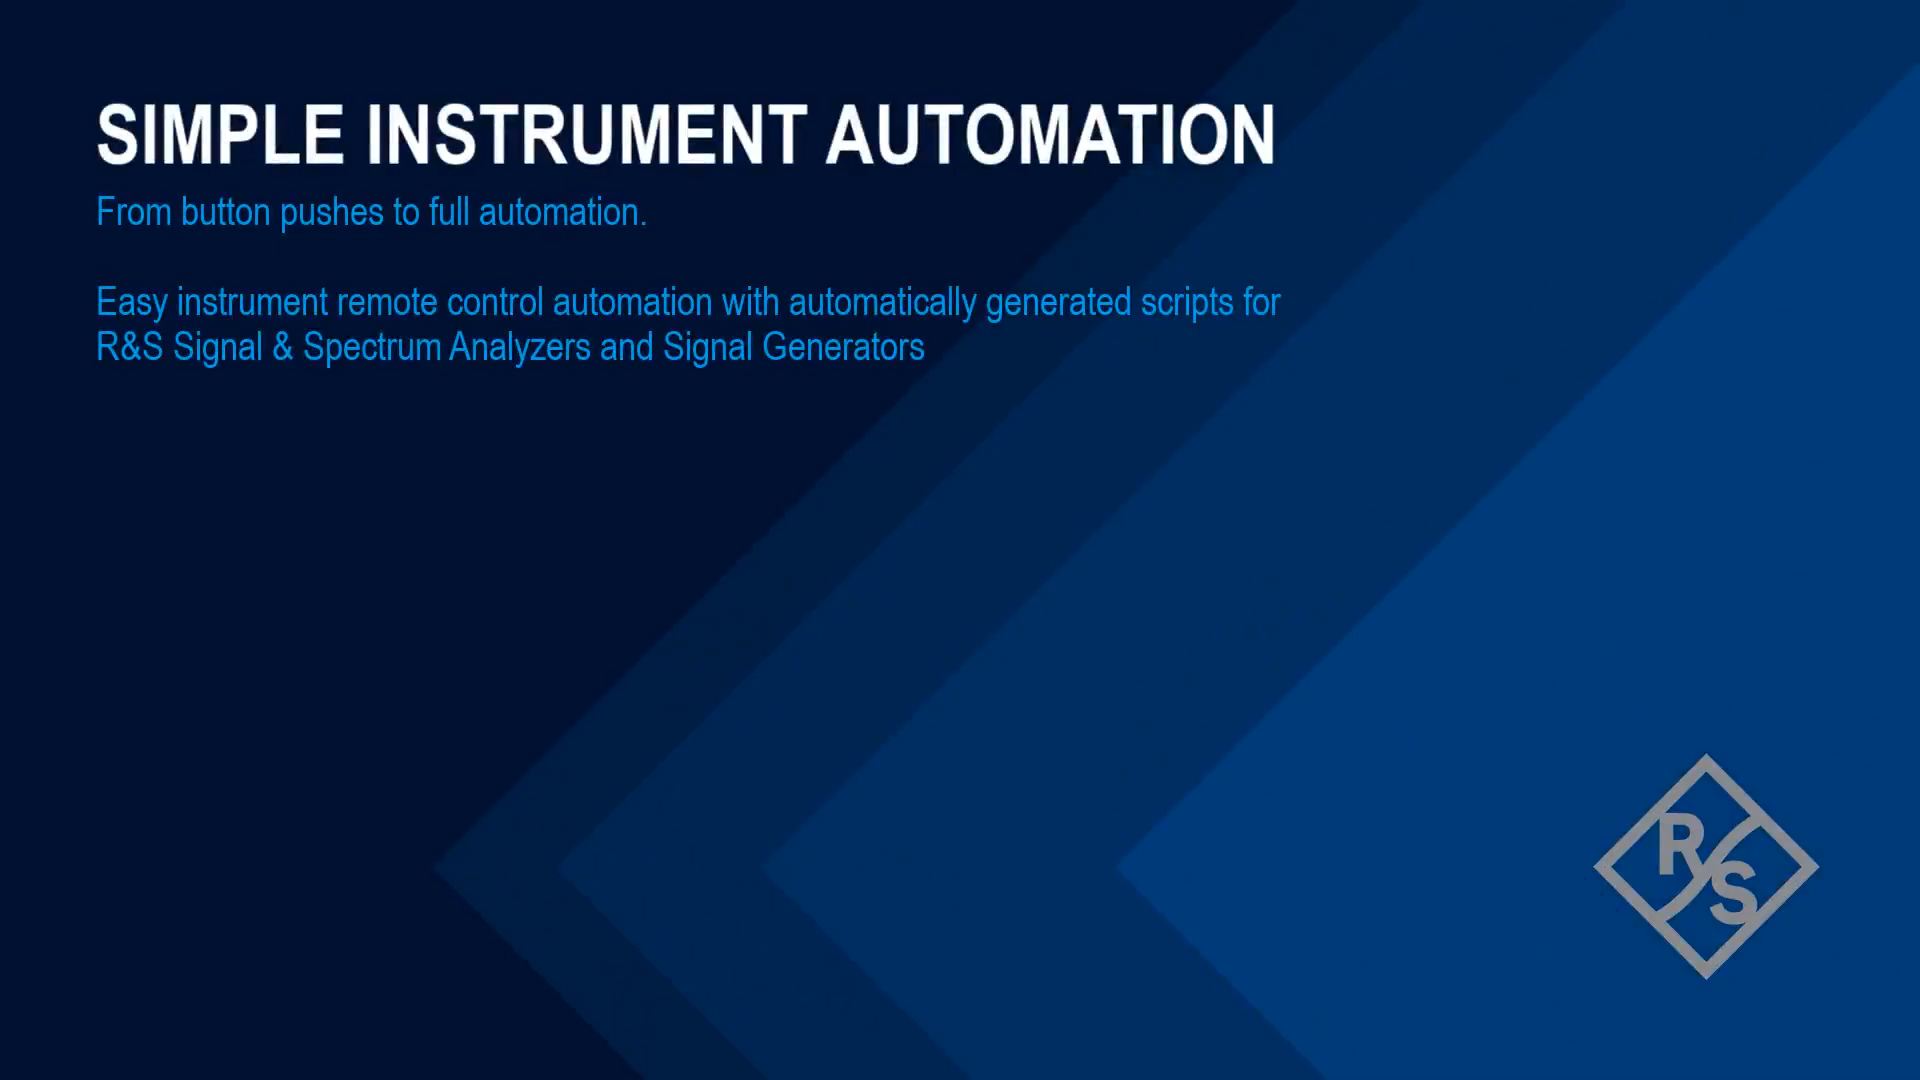 SIMPLE INSTRUMENT AUTOMATION
From button pushes to full automation.
Easy instrument remote control automation with automatically generated scripts for
R&S Signal & Spectrum Analyzers and Signal Generators
R
S